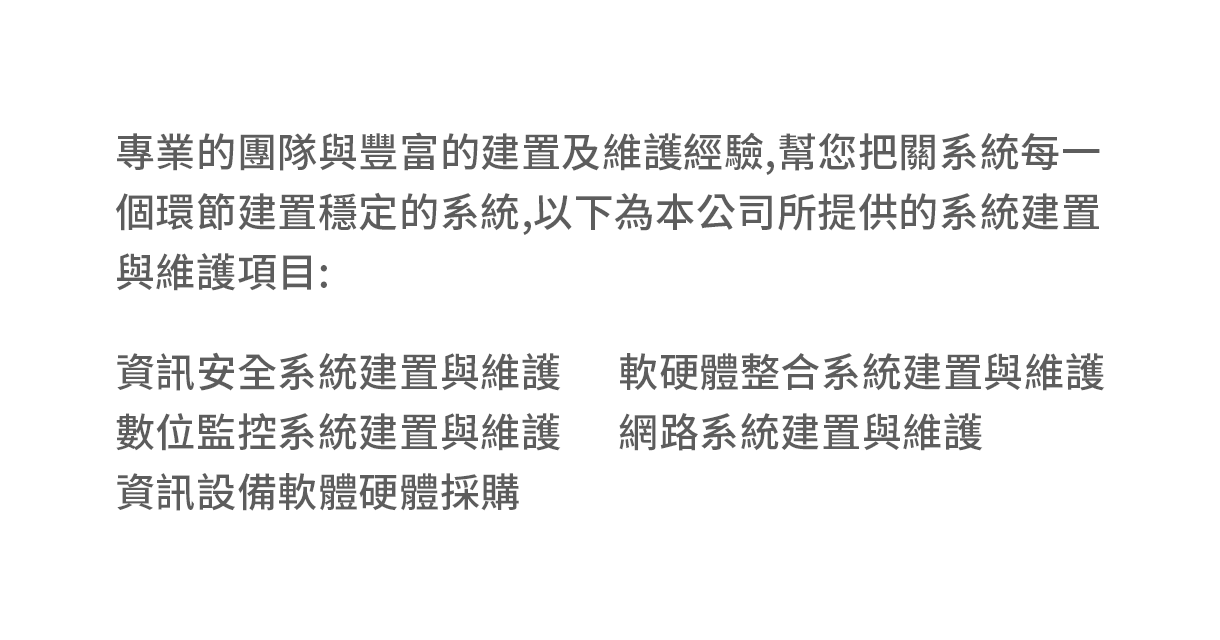 專業的團隊與豐富的建置及維護經驗,幫您把關系統每一
個環節建置穩定的系統,以下為本公司所提供的系統建置
與維護項目:
資訊安全系統建置與維護 軟硬體整合系統建置與維護
數位監控系統建置與維護 網路系統建置與維護
資訊設備軟體硬體採購